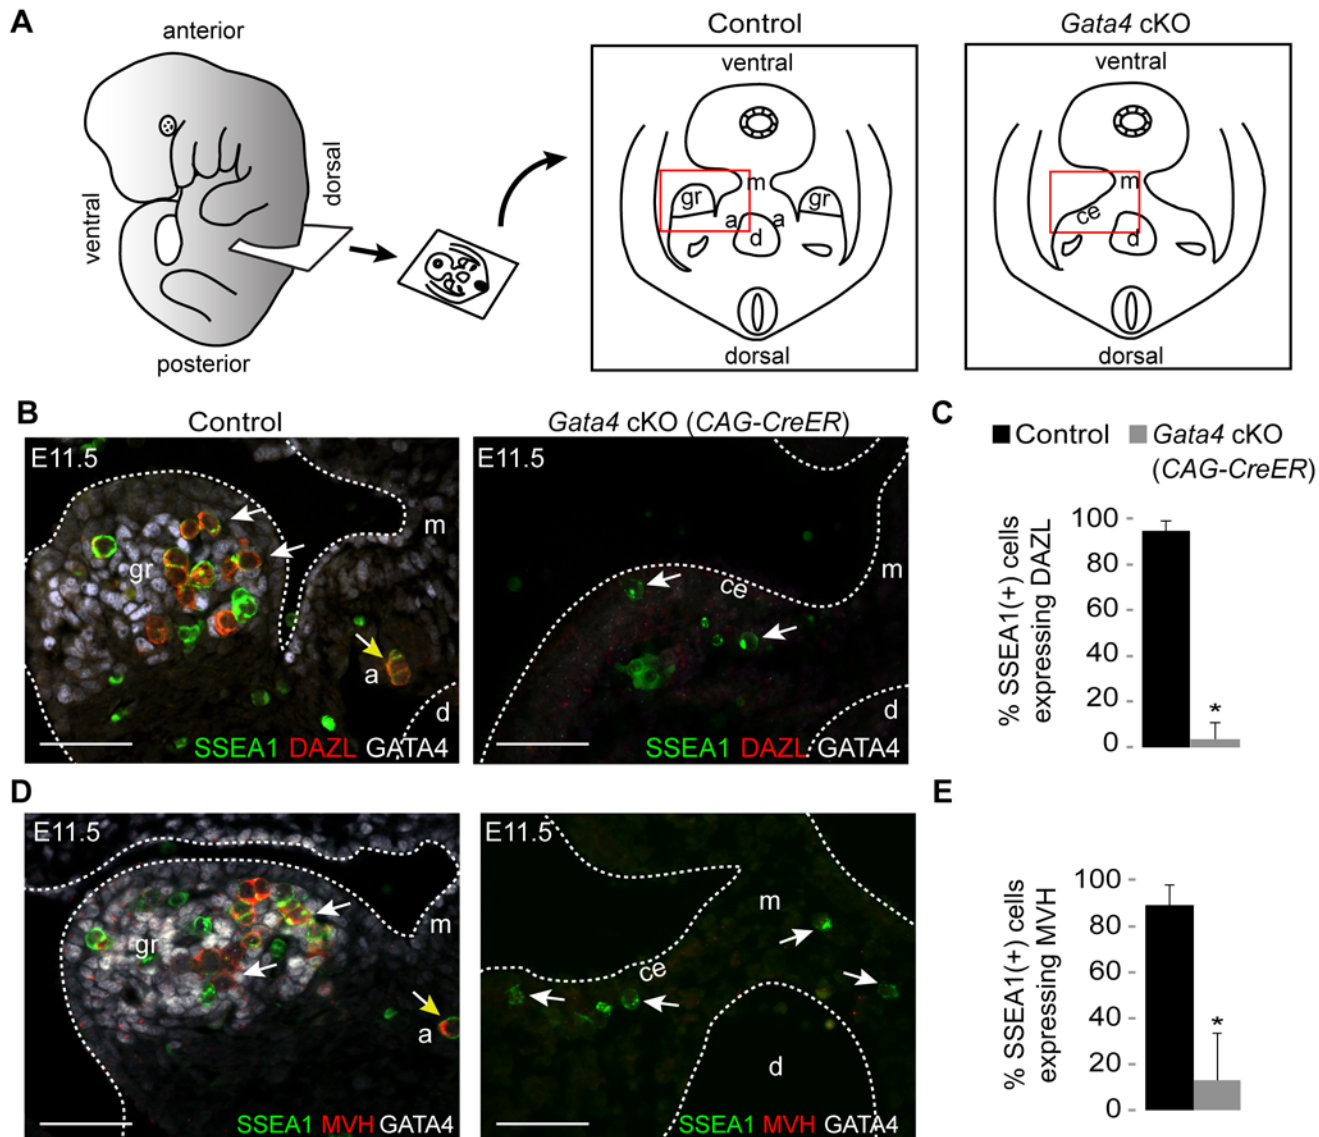 A
anterior
ventral
dorsal
posterior
Control
ventral
gr
m
gr
a
a
d
dorsal
Gata4 cKO
ventral
m
ce
d
dorsal
B
Control
E11.5
gr
m
a
d
SSEA1 DAZL GATA4
Gata4 cKO (CAG-CreER)
ce
m
d
SSEA1 DAZL GATA4
C
Control
Gata4 cKO
(CAG-CreER)
% SSEA1(+) cells
expressing DAZL
100
80
60
40
20
0
*
D
E11.5
gr
m
a
SSEA1 MVH GATA4
E11.5
m
ce
d
SSEA1 MVH GATA4
E
% SSEA1(+) cells
expressing MVH
100
80
60
40
20
0
*